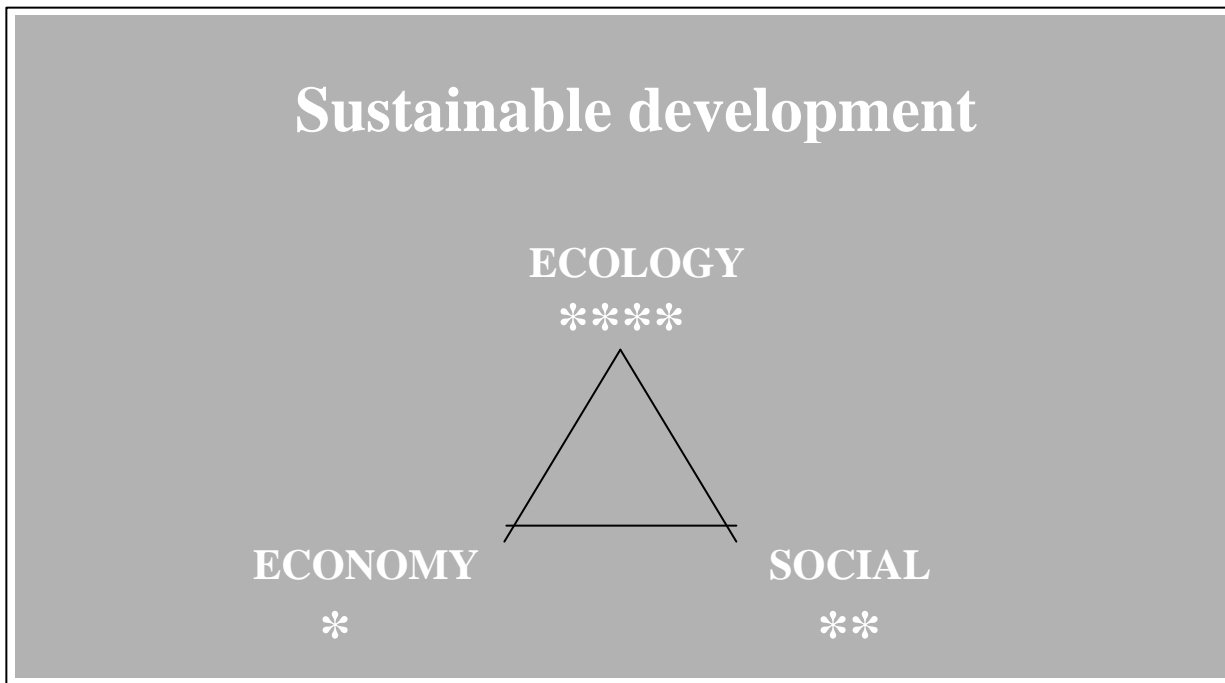 Sustainable development
ECOLOGY
****
ECONOMY
SOCIAL
*
**